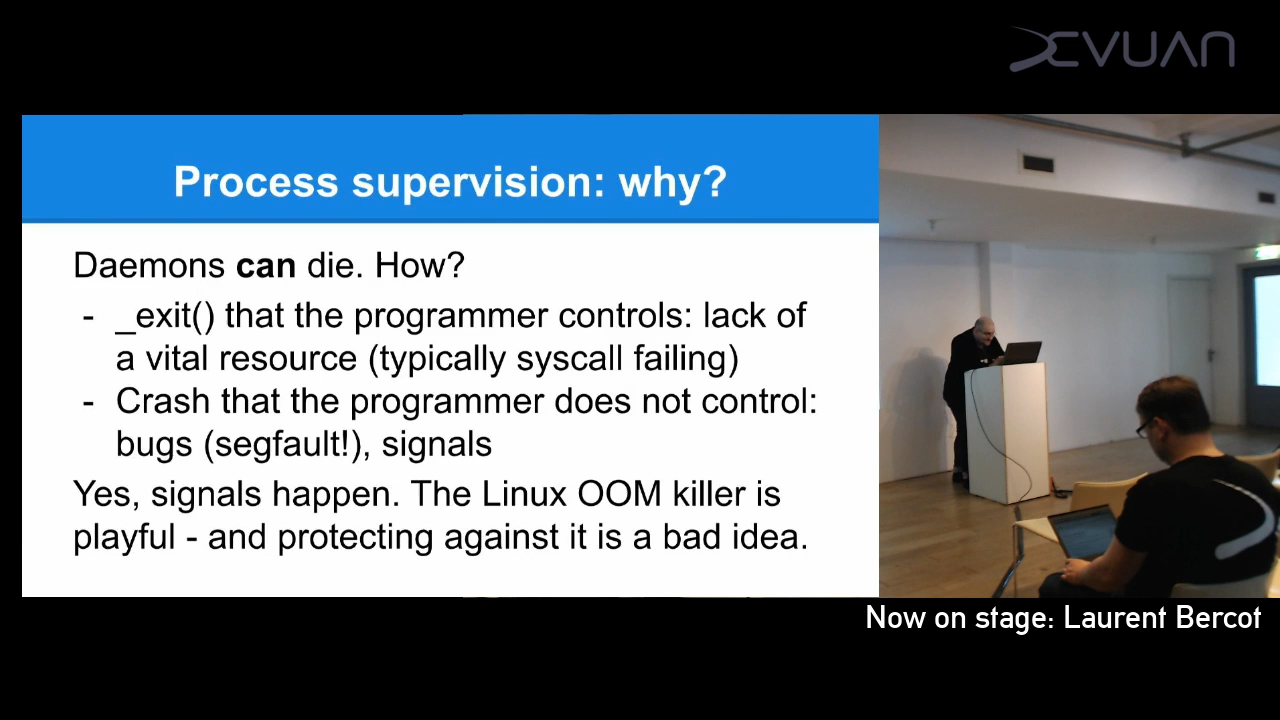 DEVUAN
Process supervision: why?
Daemons can die. How?
- _exit() that the programmer controls: lack of
a vital resource (typically syscall failing)
- Crash that the programmer does not control:
bugs (segfault!), signals
Yes, signals happen. The Linux OOM killer is
playful - and protecting against it is a bad idea.
Now on stage: Laurent Bercot